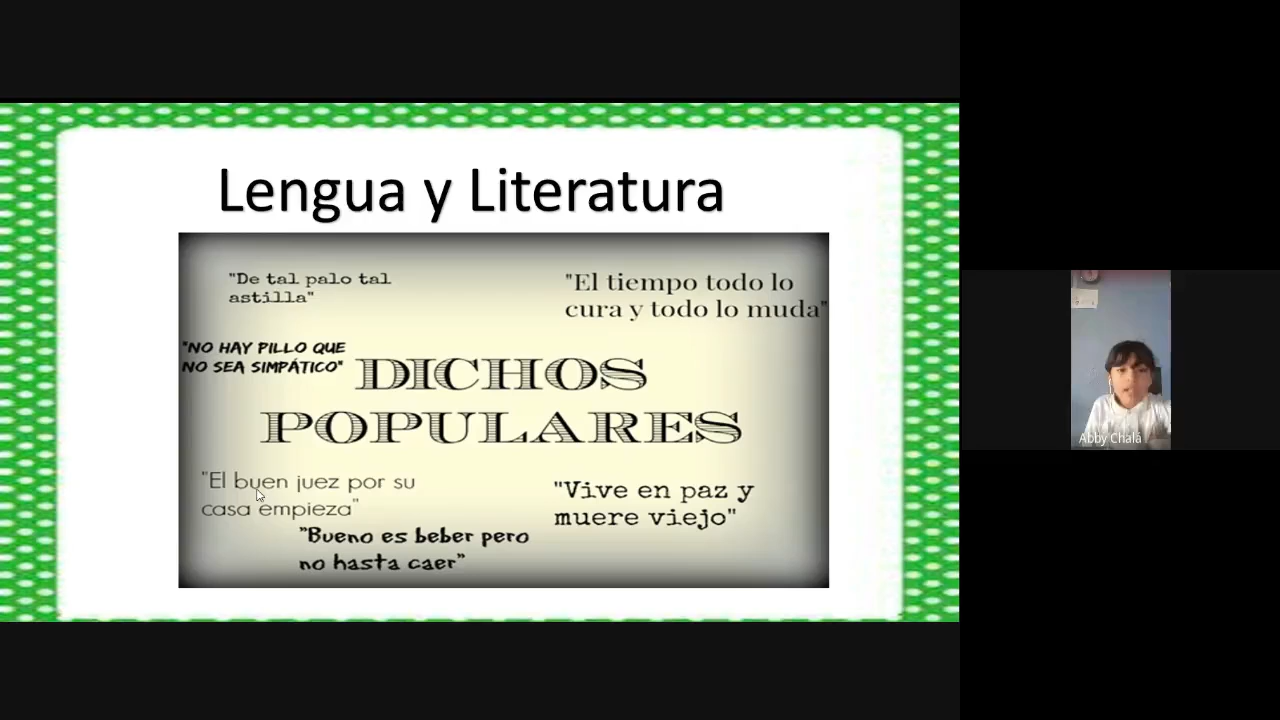 Lengua y Literatura
"De tal palo tal
astilla"
"El tiempo todo lo
cura y todo lo muda"
"NO HAY PILLO QUE
NO SEA SIMPÁTICO"
DICHOS
POPULARES
"El buen juez por su
casa empieza"
"Vive en paz y
muere viejo"
"Bueno es beber pero
no hasta caer"
Abby Chalá